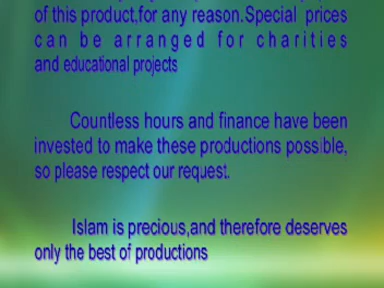 of this product,for any reason.Special prices
can be arranged for charities
and educational projects
Countless hours and finance have been
invested to make these productions possible,
so please respect our request.
Islam is precious,and therefore deserves
only the best of productions